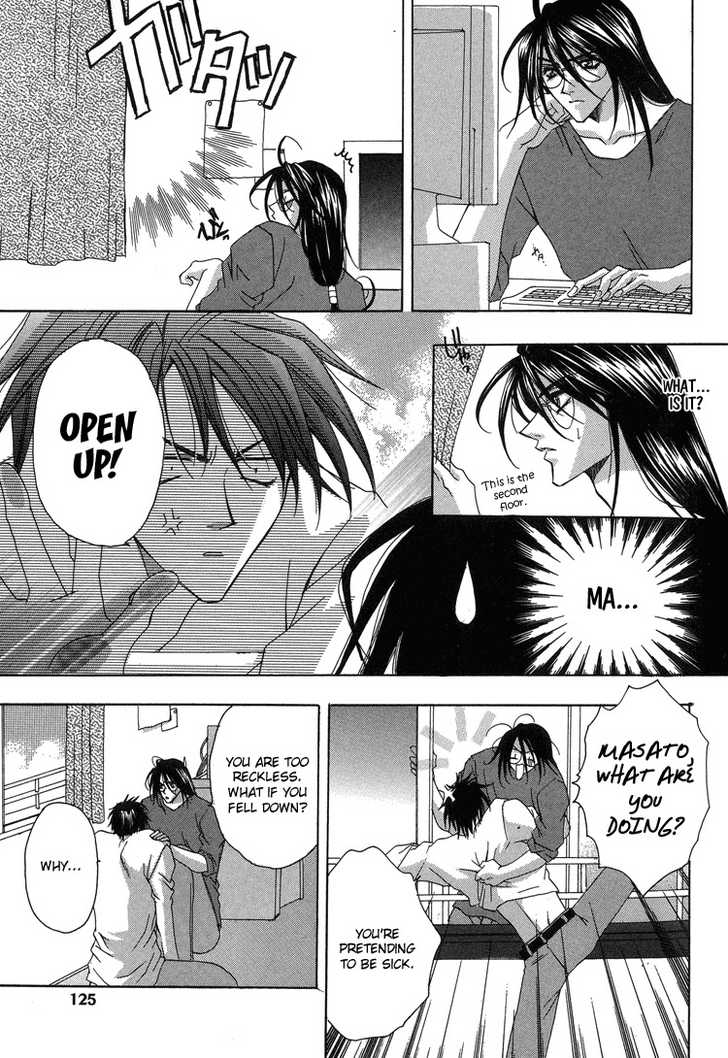 ガタッ
WHAT...
IS IT?
This is the
second
floor.
OPEN
UP!
MA...
MASATO,
WHAT ARE
you
DOING?
YOU'RE
PRETENDING
TO BE SICK.
YOU ARE TOO
RECKLESS.
WHAT IF YOU
FELL DOWN?
WHY...
125